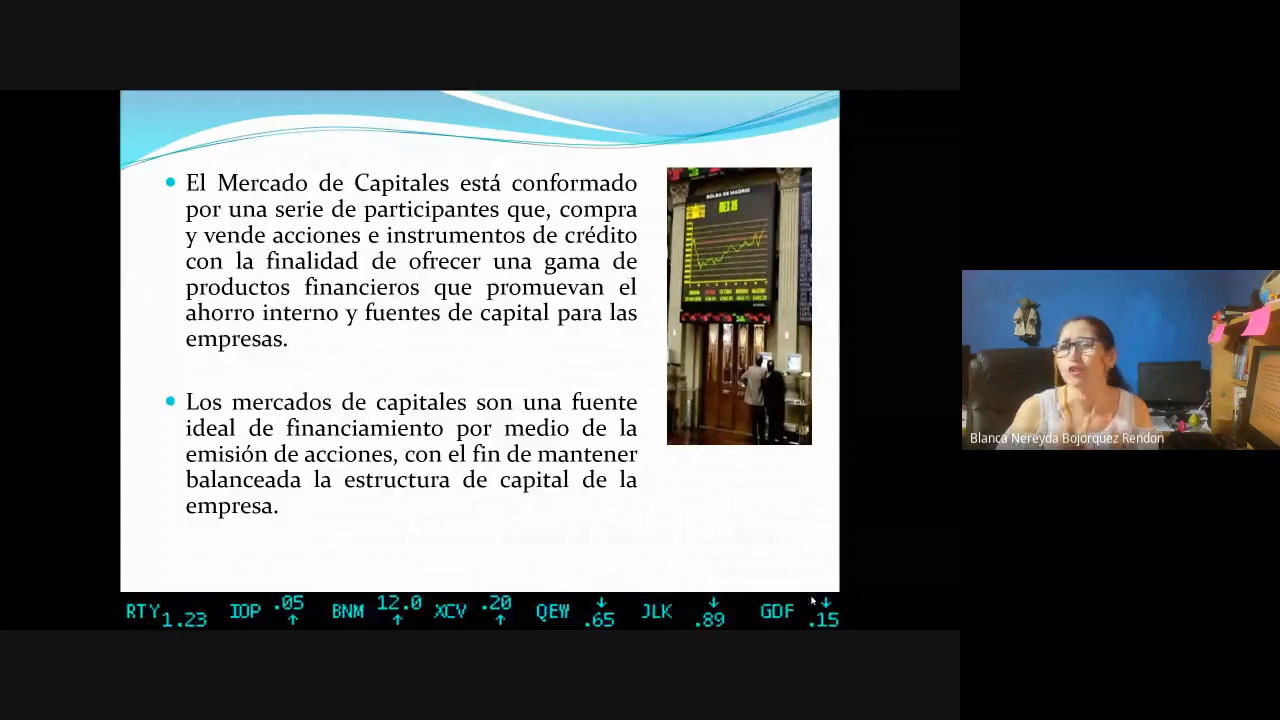 El Mercado de Capitales está conformado
por una serie de participantes que, compra
y vende acciones e instrumentos de crédito
con la finalidad de ofrecer una gama de
productos financieros que promuevan el
ahorro interno y fuentes de capital para las
empresas.
Los mercados de capitales son una fuente
ideal de financiamiento por medio de la
emisión de acciones, con el fin de mantener
balanceada la estructura de capital de la
empresa.
BOLSA DE MADRID
RTY 1.23 IOP .05 BNM 12.0 XCV .20 QEW .65 JLK .89 GDF .15
Blanca Nereyda Bojorquez Rendon